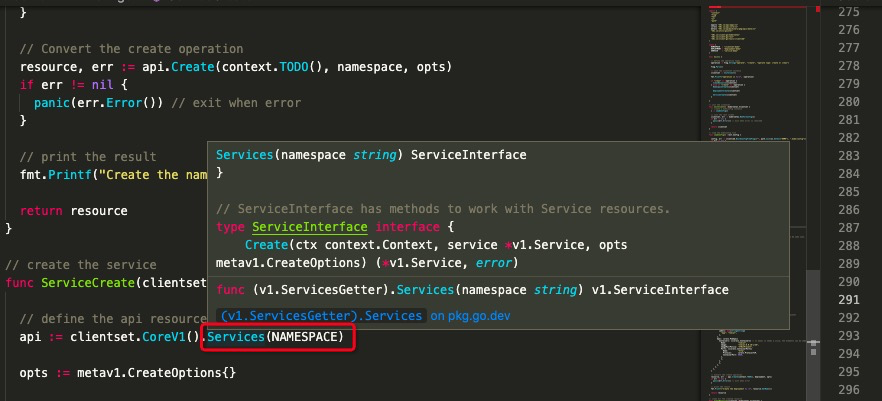 }
// Convert the create operation
resource, err := api.Create(context.TODO(), namespace, opts)
if err != nil {
panic(err.Error()) // exit when error
}
// print the result
fmt.Printf("Create the nam
return resource
}
// create the service
func ServiceCreate(clientset
// define the api resource
api := clientset.CoreV1().Services(NAMESPACE)
opts := metav1.CreateOptions{}
Services(namespace string) ServiceInterface
}
// ServiceInterface has methods to work with Service resources.
type ServiceInterface interface {
Create(ctx context.Context, service *v1.Service, opts
metav1.CreateOptions) (*v1.Service, error)
func (v1.ServicesGetter).Services(namespace string) v1.ServiceInterface
(v1.ServicesGetter).Services on pkg.go.dev
275
276
277
278
279
280
281
282
283
284
285
286
287
288
289
290
291
292
293
294
295
296